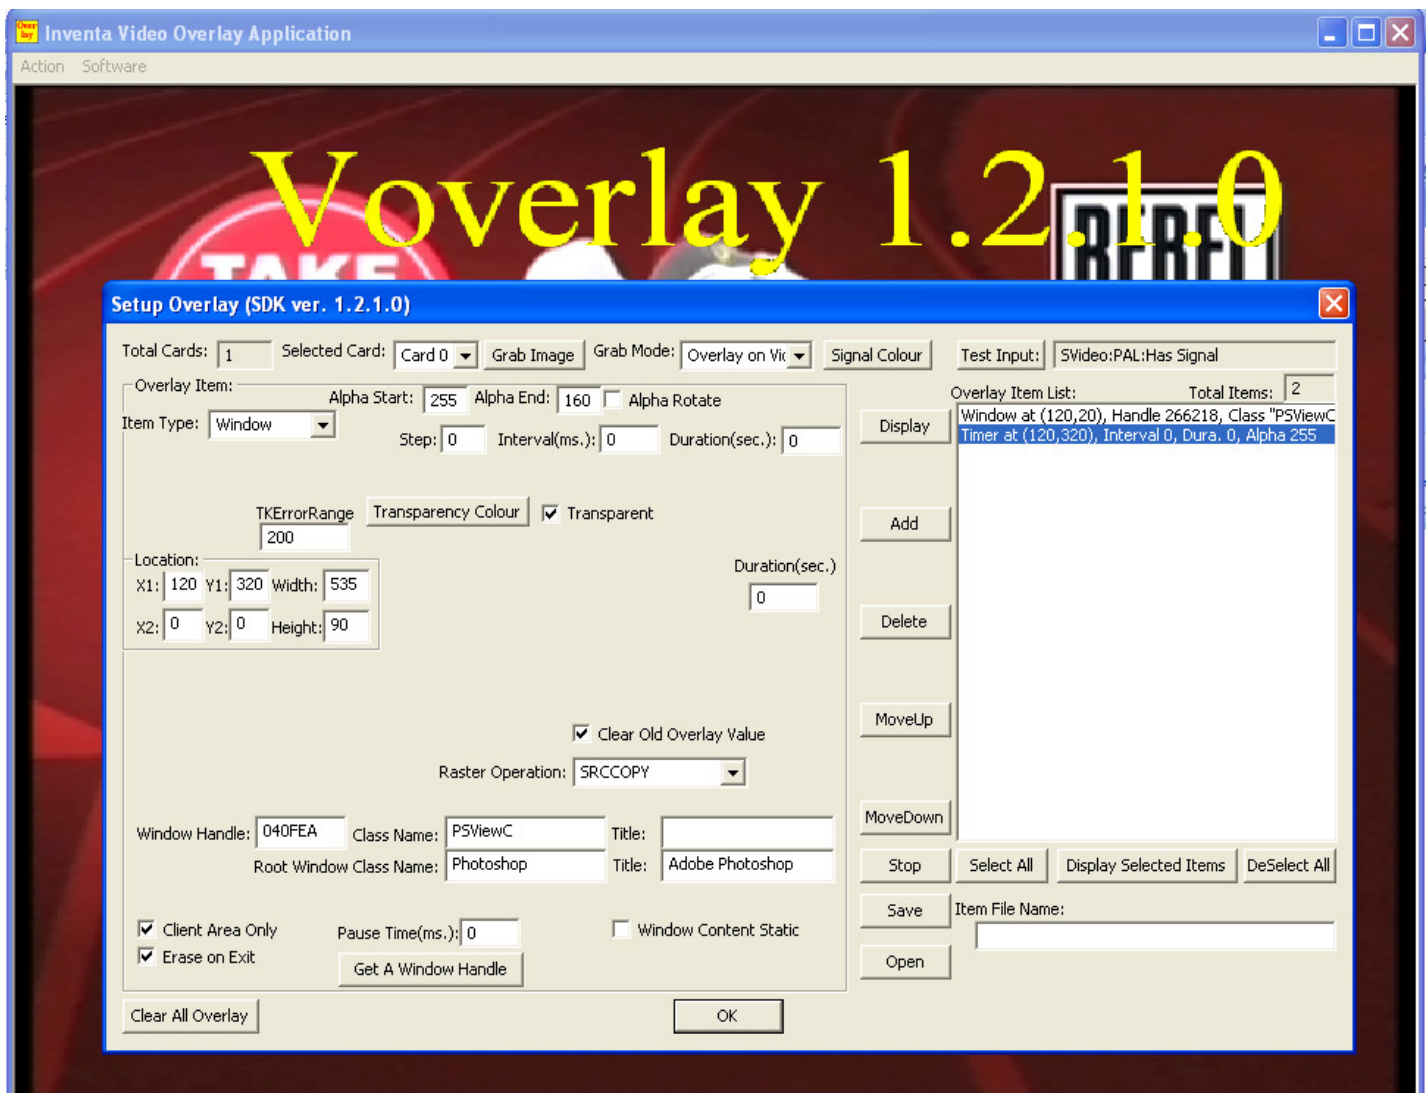 Over
lay
Inventa Video Overlay Application
Action Software
Voverlay 1.2.1.0
TAKE
REBEL
Setup Overlay (SDK ver. 1.2.1.0)
Total Cards: 1 Selected Card: Card 0 Grab Image Grab Mode: Overlay on Vic Signal Colour Test Input: SVideo:PAL:Has Signal
Overlay Item: Alpha Start: 255 Alpha End: 160 Alpha Rotate Overlay Item List: Total Items: 2
Item Type: Window Step: 0 Interval(ms.): 0 Duration(sec.): 0 Display
Window at (120,20), Handle 266218, Class "PSViewC
Timer at (120,320), Interval 0, Dura. 0, Alpha 255
TKErrorRange Transparency Colour Transparent Add
200
Location: Duration(sec.)
X1: 120 Y1: 320 Width: 535 0
X2: 0 Y2: 0 Height: 90 Delete
Clear Old Overlay Value MoveUp
Raster Operation: SRCCOPY
Window Handle: 040FEA Class Name: PSViewC Title: MoveDown
Root Window Class Name: Photoshop Title: Adobe Photoshop Stop Select All Display Selected Items DeSelect All
Client Area Only Pause Time(ms.): 0 Window Content Static Save Item File Name:
Erase on Exit Get A Window Handle Open
Clear All Overlay OK